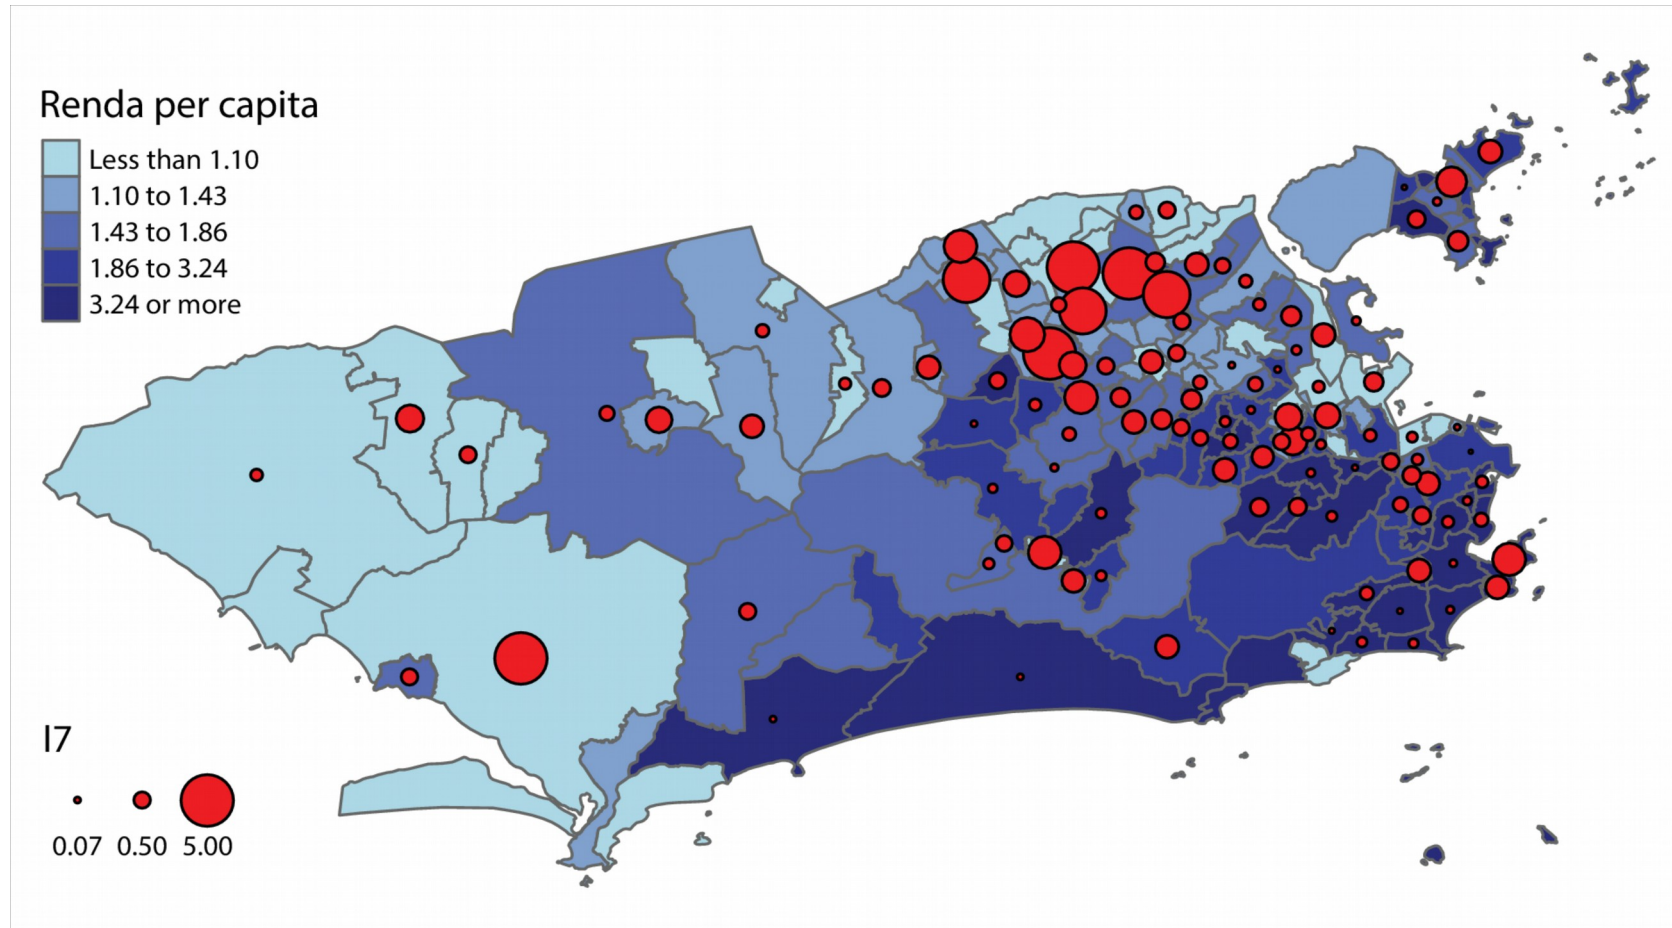 Renda per capita
Less than 1.10
1.10 to 1.43
1.43 to 1.86
1.86 to 3.24
3.24 or more
I7
0.07 0.50 5.00